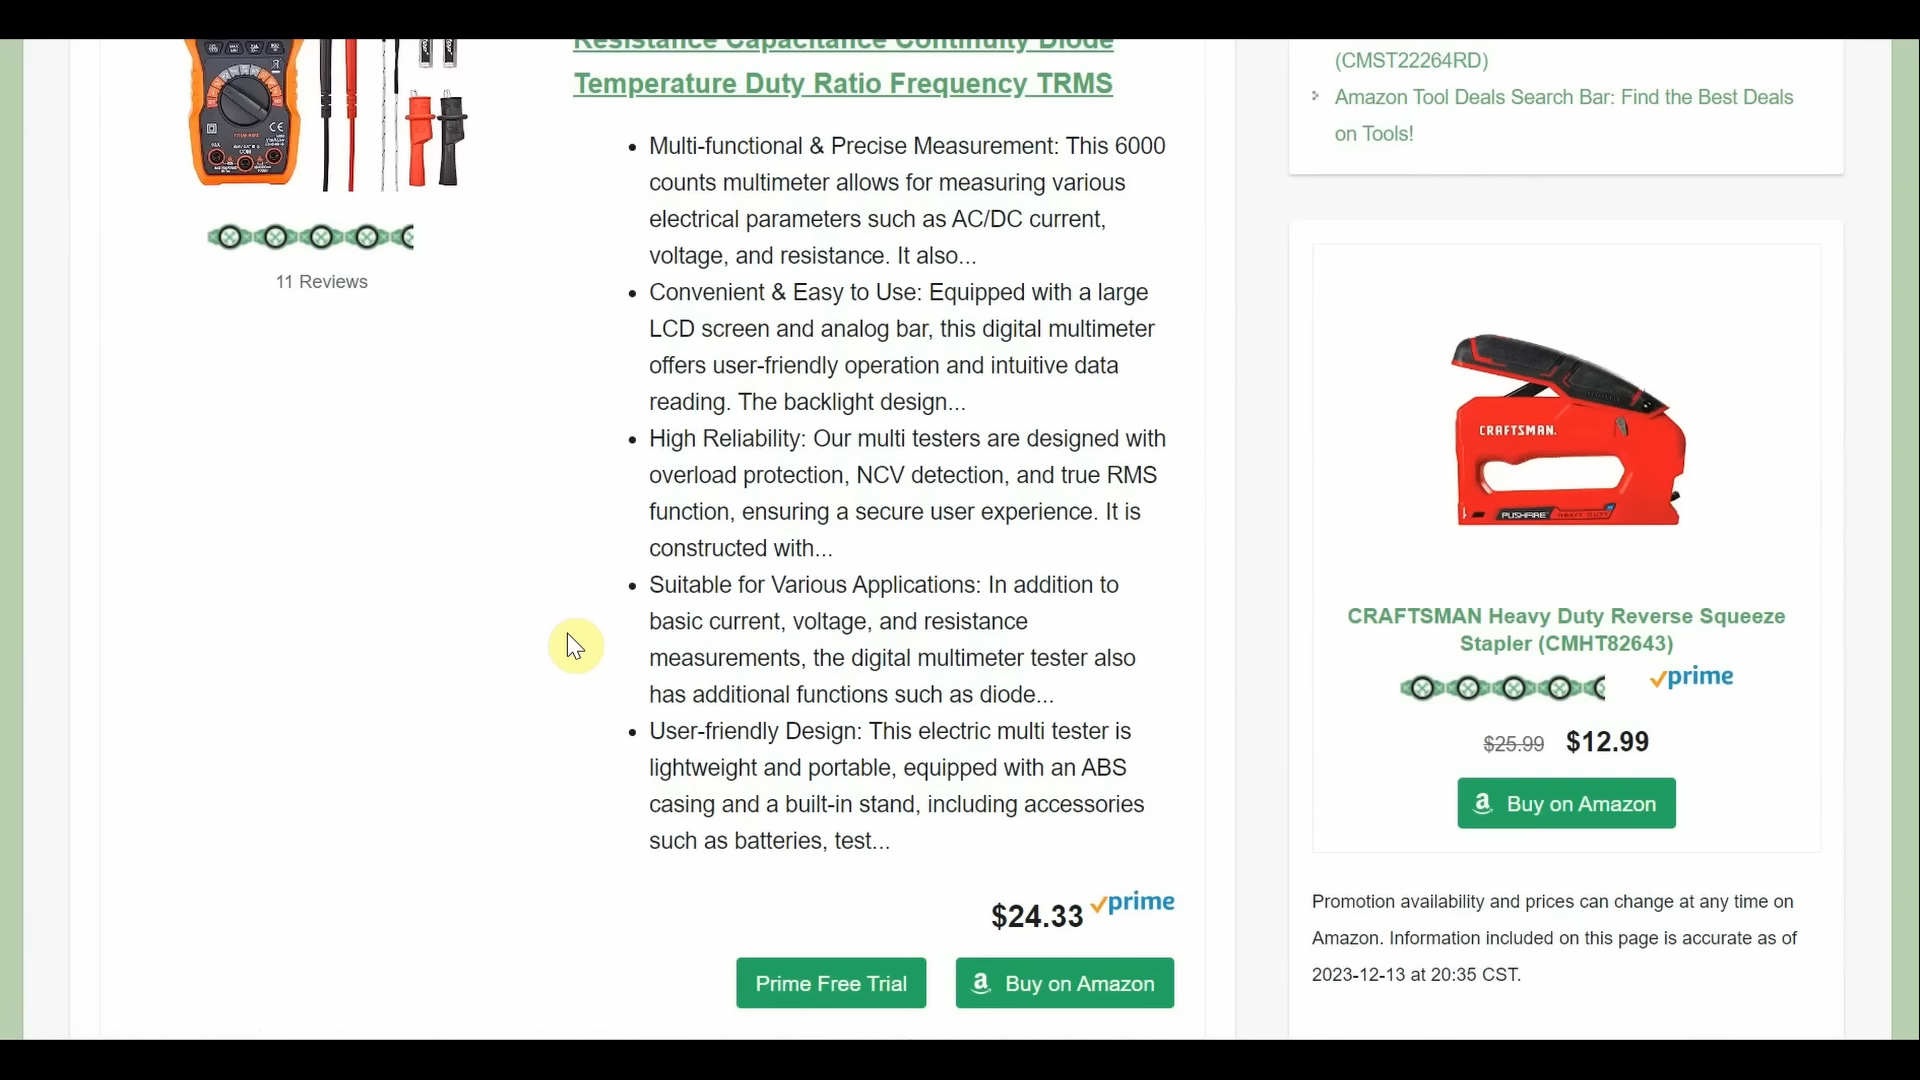 Resistance Capacitance Continuity Diode
Temperature Duty Ratio Frequency TRMS
11 Reviews
Multi-functional & Precise Measurement: This 6000
counts multimeter allows for measuring various
electrical parameters such as AC/DC current,
voltage, and resistance. It also...
Convenient & Easy to Use: Equipped with a large
LCD screen and analog bar, this digital multimeter
offers user-friendly operation and intuitive data
reading. The backlight design...
High Reliability: Our multi testers are designed with
overload protection, NCV detection, and true RMS
function, ensuring a secure user experience. It is
constructed with...
Suitable for Various Applications: In addition to
basic current, voltage, and resistance
measurements, the digital multimeter tester also
has additional functions such as diode...
User-friendly Design: This electric multi tester is
lightweight and portable, equipped with an ABS
casing and a built-in stand, including accessories
such as batteries, test...
$24.33 prime
Prime Free Trial
a Buy on Amazon
(CMST22264RD)
Amazon Tool Deals Search Bar: Find the Best Deals
on Tools!
CRAFTSMAN
PUSHFIRE HEAVY DUTY
CRAFTSMAN Heavy Duty Reverse Squeeze
Stapler (CMHT82643)
prime
$25.99 $12.99
a Buy on Amazon
Promotion availability and prices can change at any time on
Amazon. Information included on this page is accurate as of
2023-12-13 at 20:35 CST.